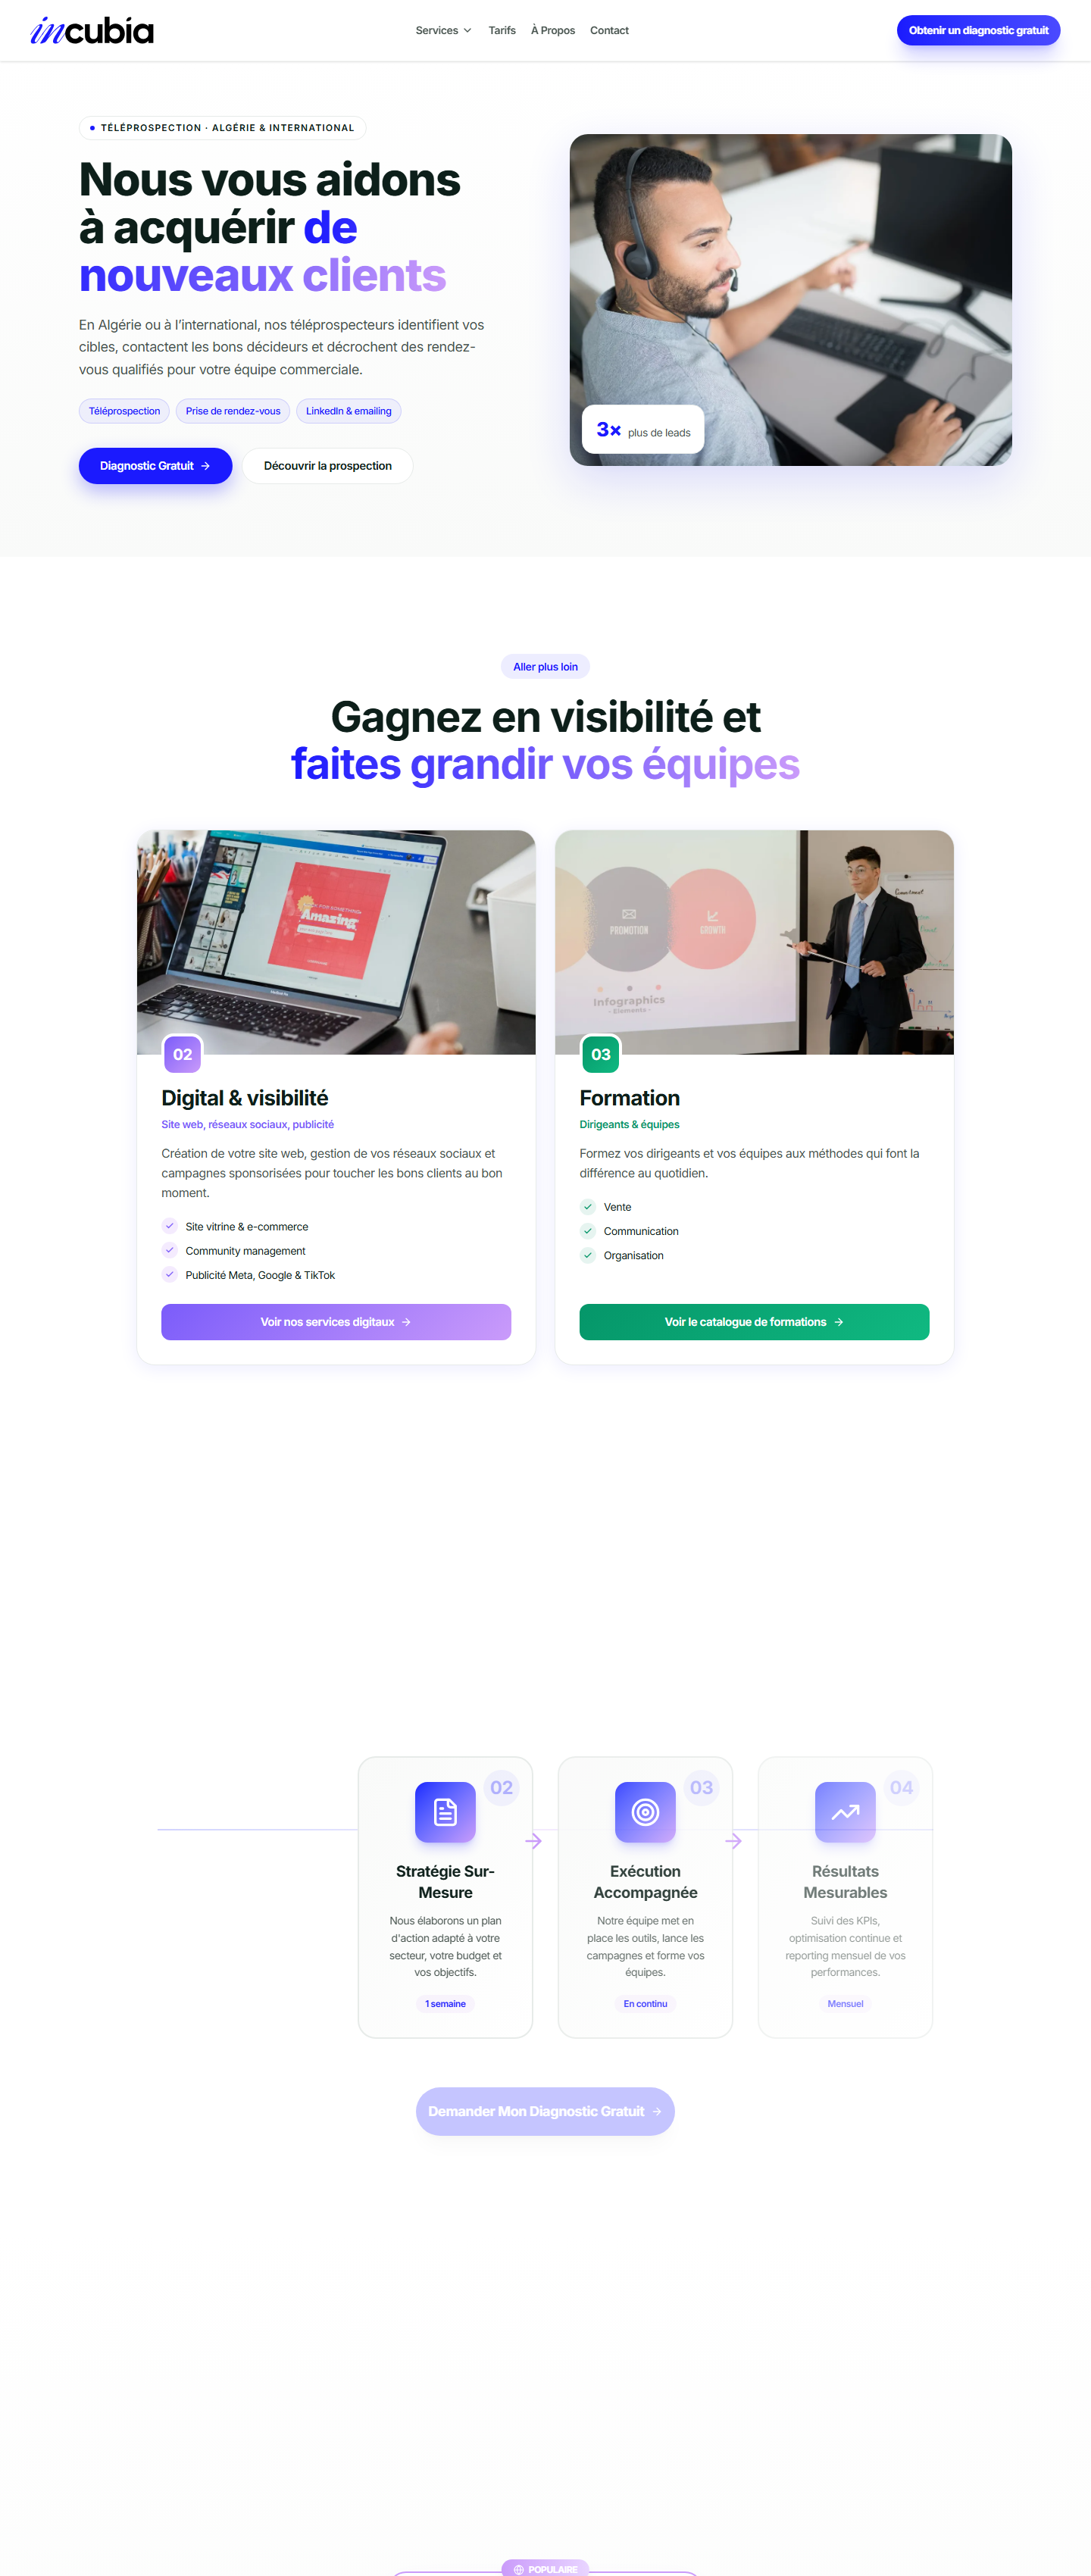 incubia
Services
Tarifs
À Propos
Contact
Obtenir un diagnostic gratuit
TÉLÉPROSPECTION · ALGÉRIE & INTERNATIONAL
Nous vous aidons
à acquérir de
nouveaux clients
En Algérie ou à l’international, nos téléprospecteurs identifient vos
cibles, contactent les bons décideurs et décrochent des rendez-
vous qualifiés pour votre équipe commerciale.
Téléprospection
Prise de rendez-vous
LinkedIn & emailing
Diagnostic Gratuit
Découvrir la prospection
3× plus de leads
Aller plus loin
Gagnez en visibilité et
faites grandir vos équipes
Amazing
PROMOTION
GROWTH
Infographics
- Elements -
02
Digital & visibilité
Site web, réseaux sociaux, publicité
Création de votre site web, gestion de vos réseaux sociaux et
campagnes sponsorisées pour toucher les bons clients au bon
moment.
Site vitrine & e-commerce
Community management
Publicité Meta, Google & TikTok
Voir nos services digitaux
03
Formation
Dirigeants & équipes
Formez vos dirigeants et vos équipes aux méthodes qui font la
différence au quotidien.
Vente
Communication
Organisation
Voir le catalogue de formations
02
Stratégie Sur-
Mesure
Nous élaborons un plan
d'action adapté à votre
secteur, votre budget et
vos objectifs.
1 semaine
03
Exécution
Accompagnée
Notre équipe met en
place les outils, lance les
campagnes et forme vos
équipes.
En continu
04
Résultats
Mesurables
Suivi des KPIs,
optimisation continue et
reporting mensuel de vos
performances.
Mensuel
Demander Mon Diagnostic Gratuit
POPULAIRE